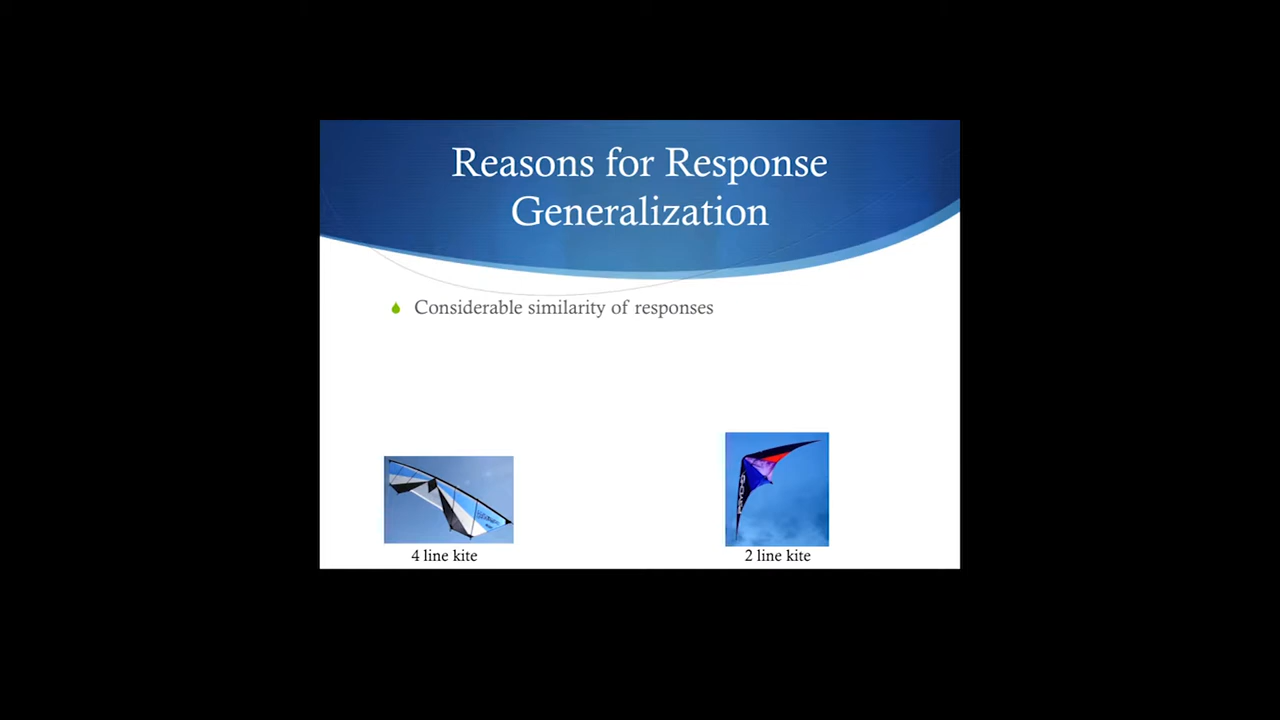 Reasons for Response
Generalization
Considerable similarity of responses
4 line kite
2 line kite